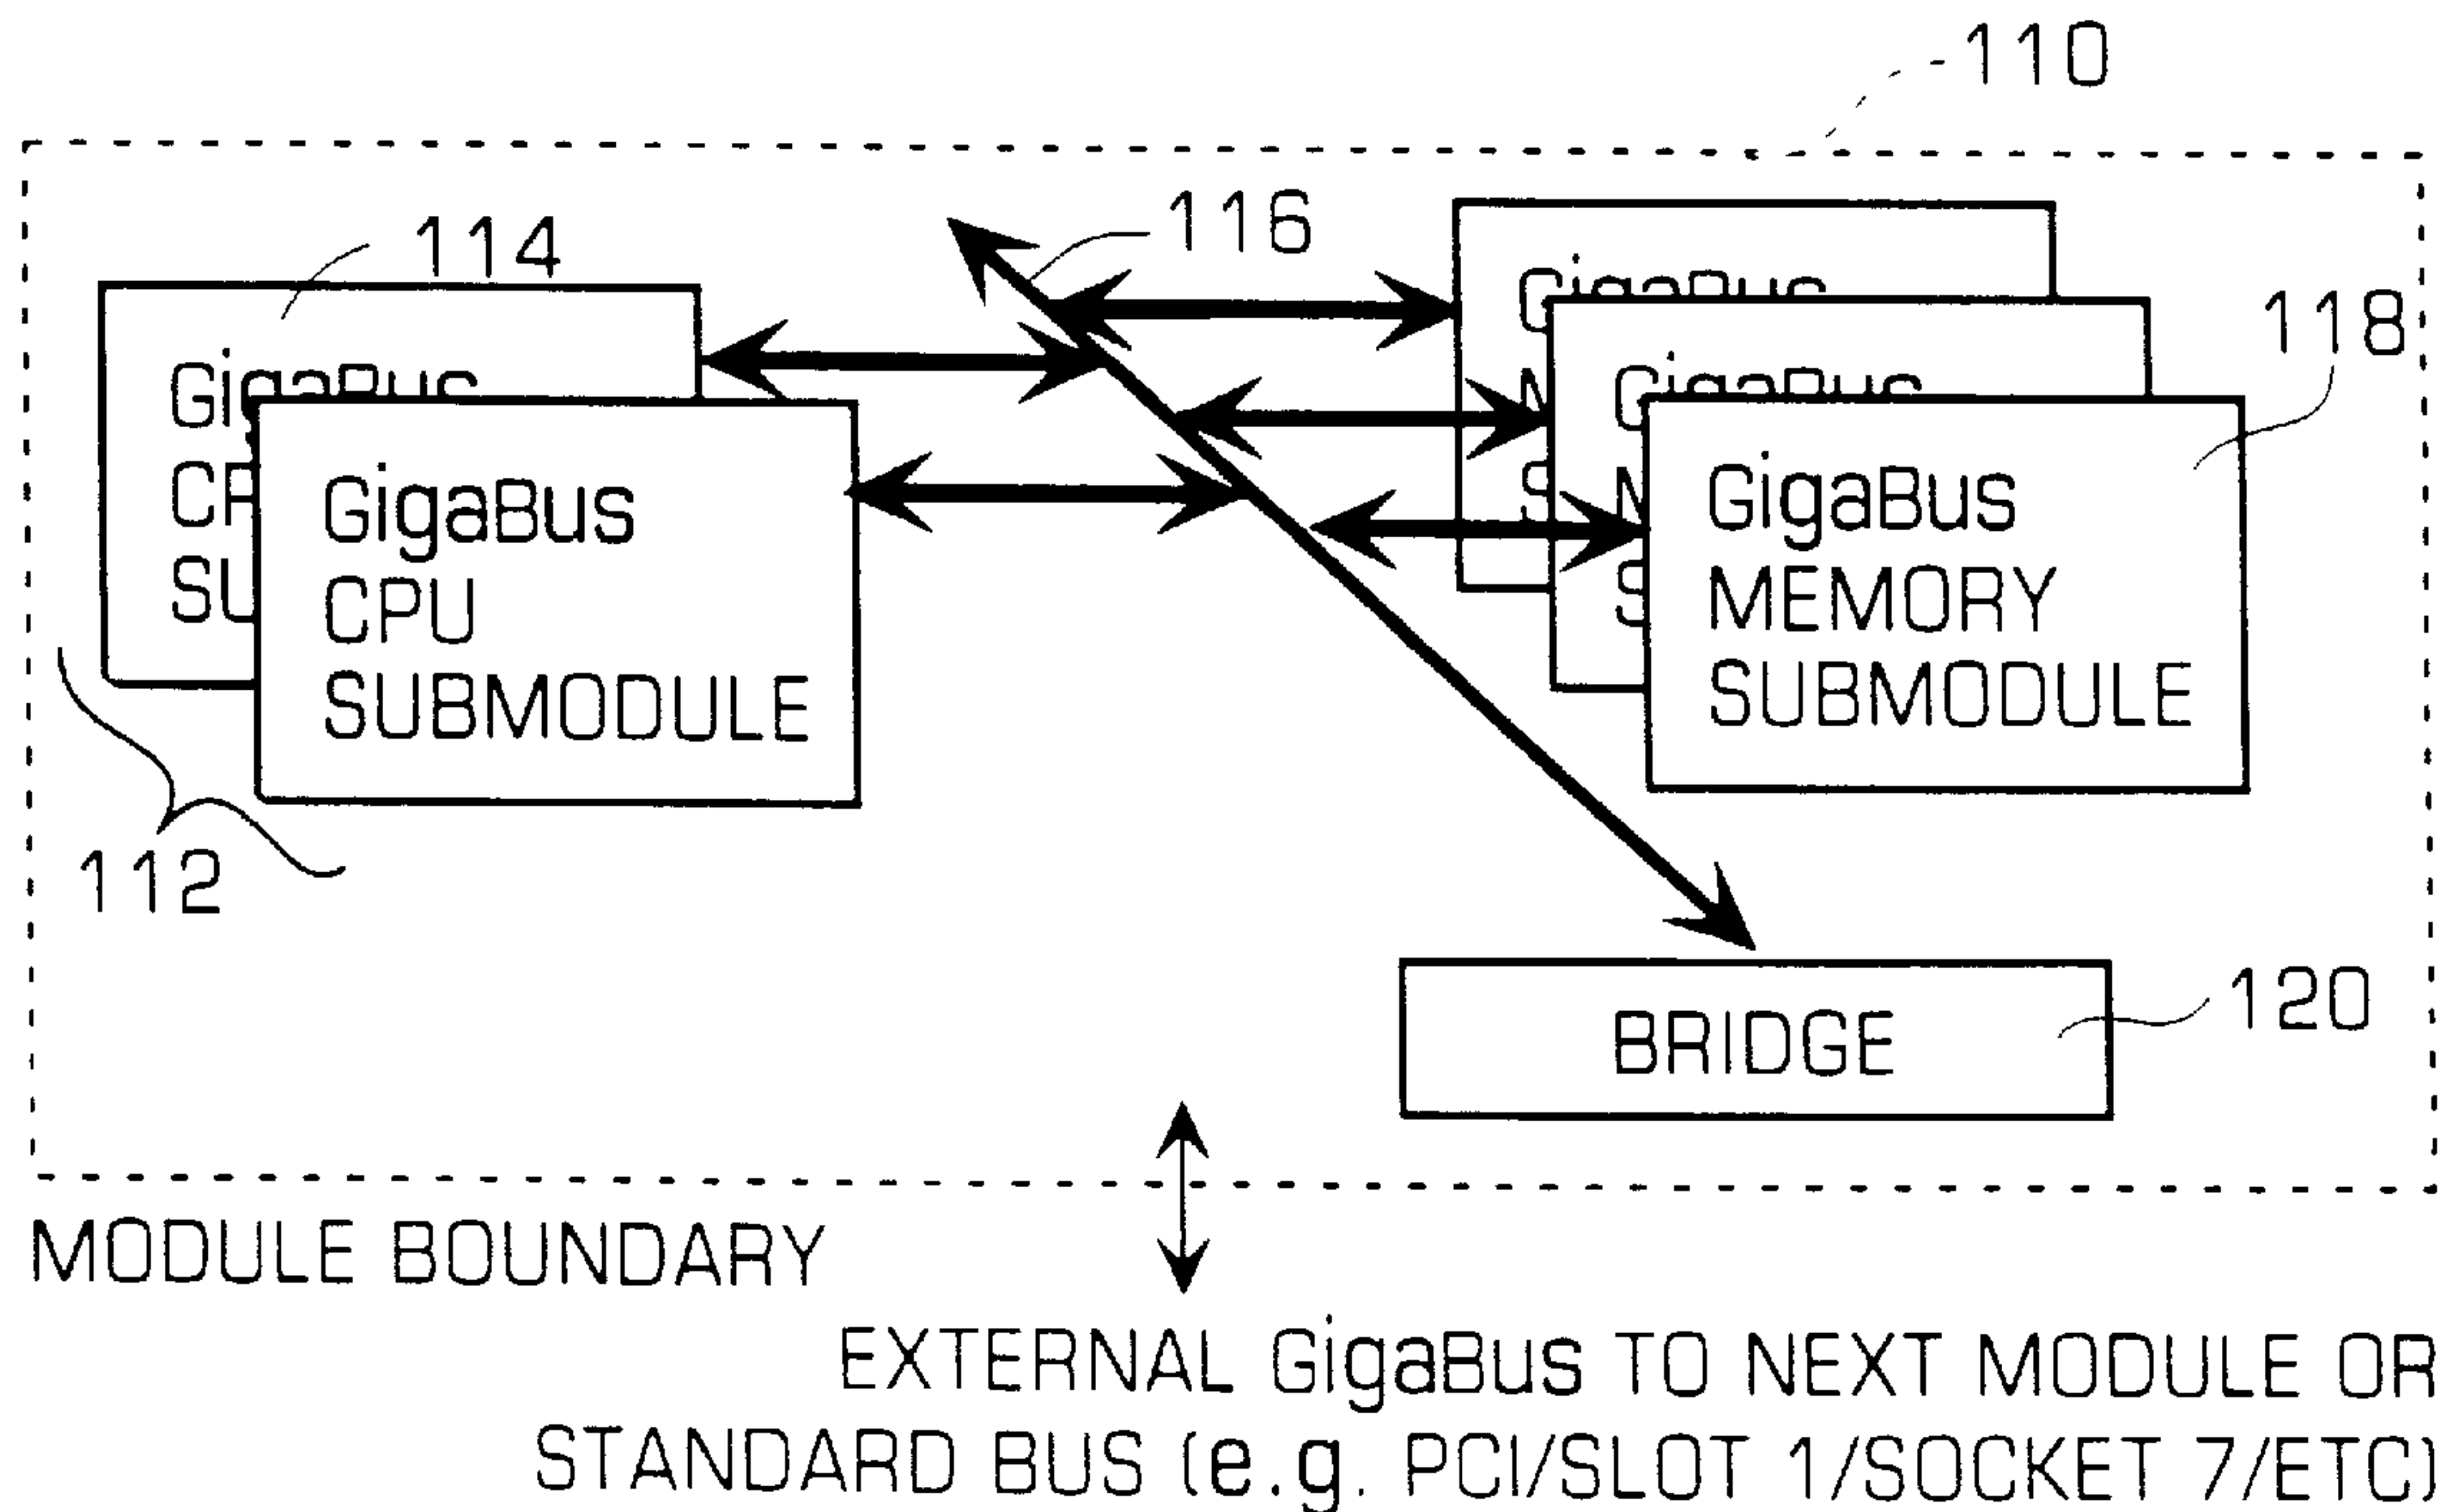 110
116
114
118
GigaBus
CPU
SUBMODULE
GigaBus
MEMORY
SUBMODULE
112
BRIDGE
120
MODULE BOUNDARY
EXTERNAL GigaBus TO NEXT MODULE OR
STANDARD BUS (e.g. PCI/SLOT 1/SOCKET 7/ETC)